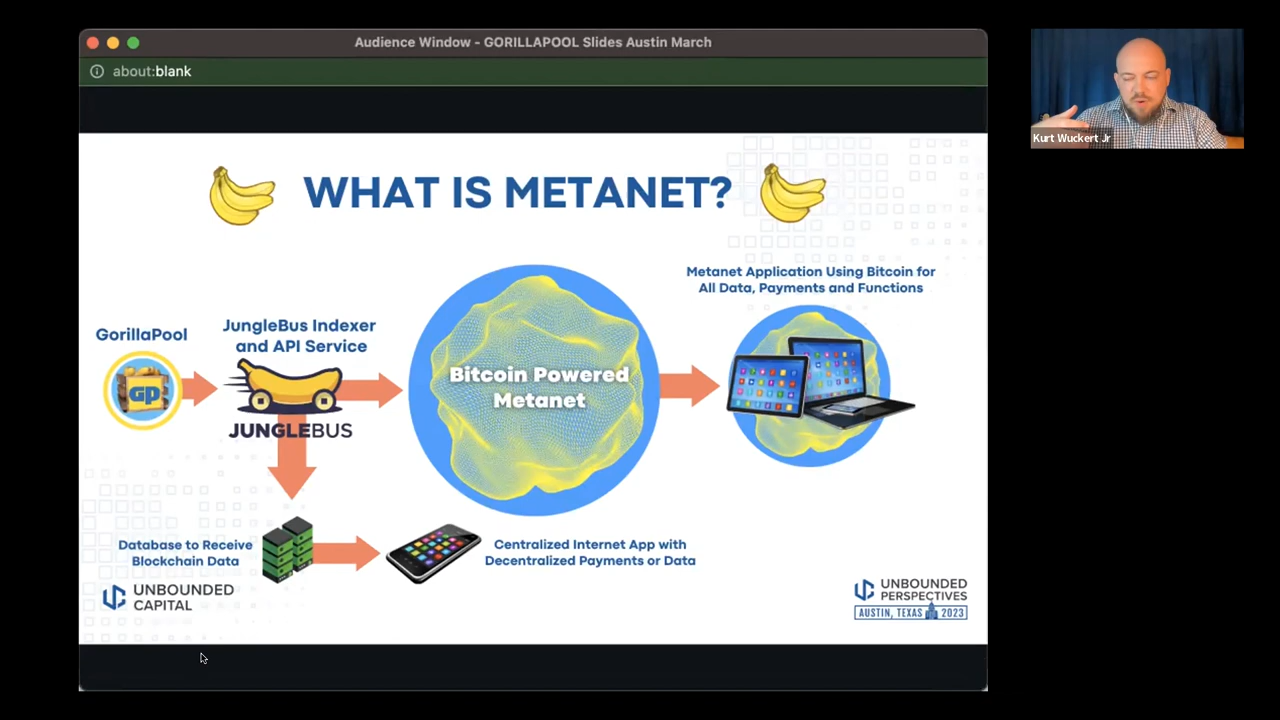 Audience Window - GORILLAPOOL Slides Austin March
about:blank
Kurt Wuckert Jr
WHAT IS METANET?
Metanet Application Using Bitcoin for
All Data, Payments and Functions
GorillaPool
GP
JungleBus Indexer
and API Service
JUNGLEBUS
Bitcoin Powered
Metanet
Database to Receive
Blockchain Data
Centralized Internet App with
Decentralized Payments or Data
UNBOUNDED
CAPITAL
UNBOUNDED
PERSPECTIVES
AUSTIN, TEXAS 2023